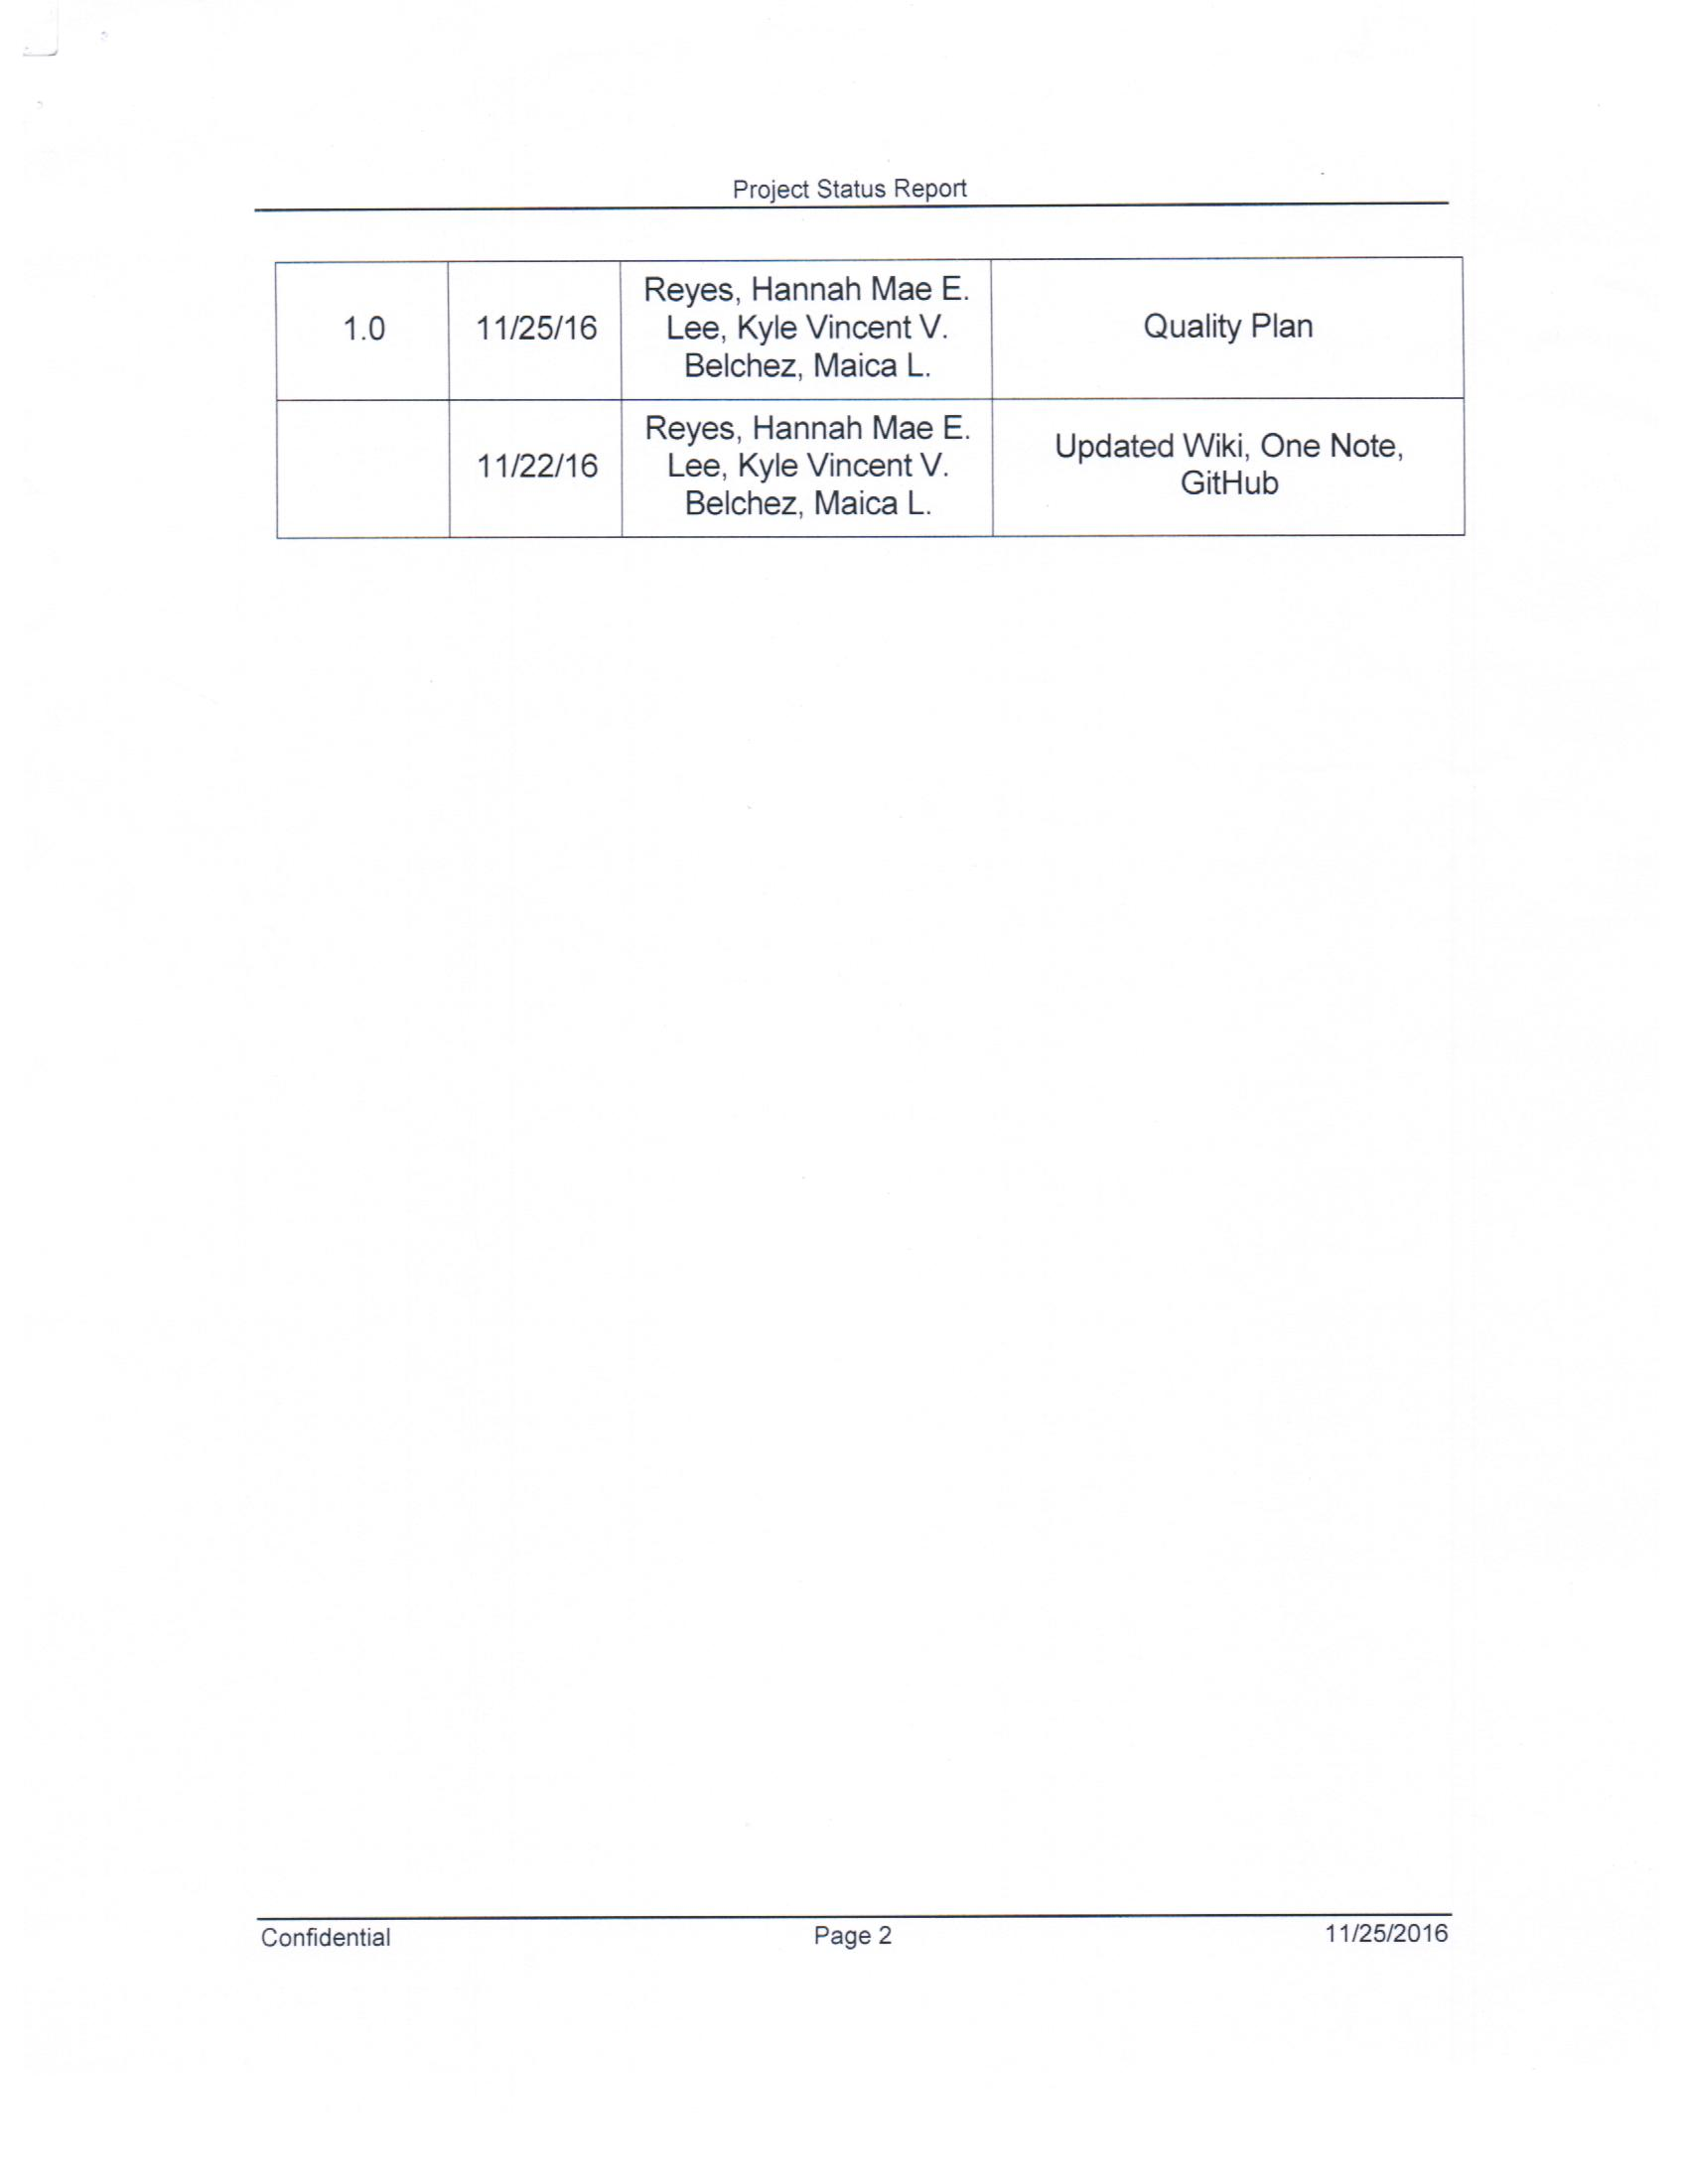 Project Status Report
1.0
11/25/16
Reyes, Hannah Mae E.
Lee, Kyle Vincent V.
Belchez, Maica L.
Quality Plan
11/22/16
Reyes, Hannah Mae E.
Lee, Kyle Vincent V.
Belchez, Maica L.
Updated Wiki, One Note,
GitHub
Confidential
Page 2
11/25/2016